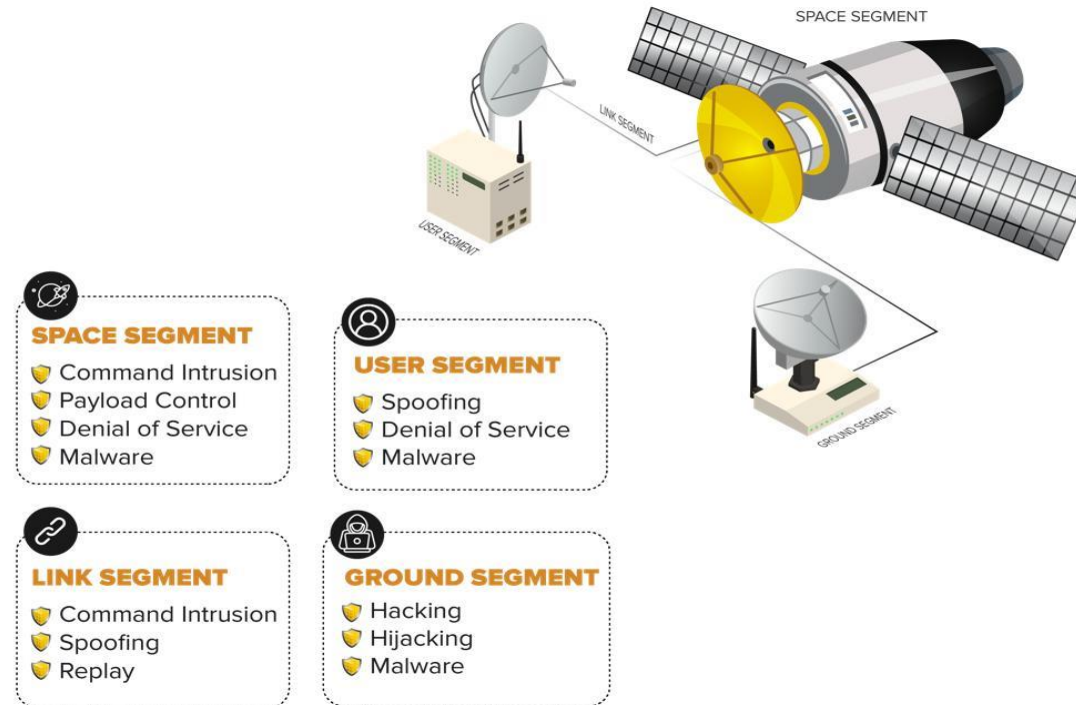 SPACE SEGMENT
LINK SEGMENT
USER SEGMENT
GROUND SEGMENT
SPACE SEGMENT
Command Intrusion
Payload Control
Denial of Service
Malware
USER SEGMENT
Spoofing
Denial of Service
Malware
LINK SEGMENT
Command Intrusion
Spoofing
Replay
GROUND SEGMENT
Hacking
Hijacking
Malware